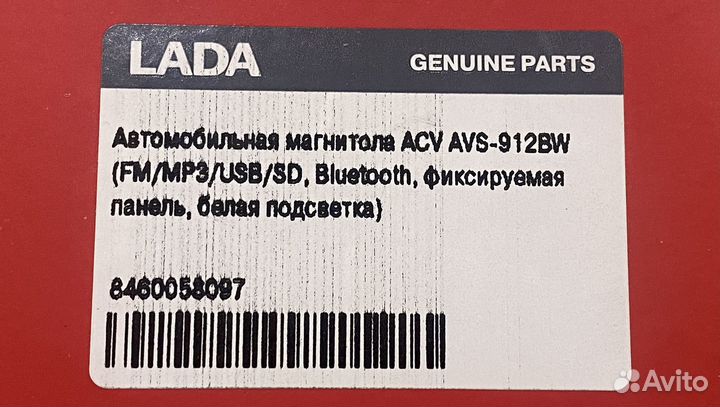 LADA GENUINE PARTS
Автомобильная магнитола ACV AVS-912BW
(FM/MP3/USB/SD, Bluetooth, фиксируемая
панель, белая подсветка)
8460058097
Avito